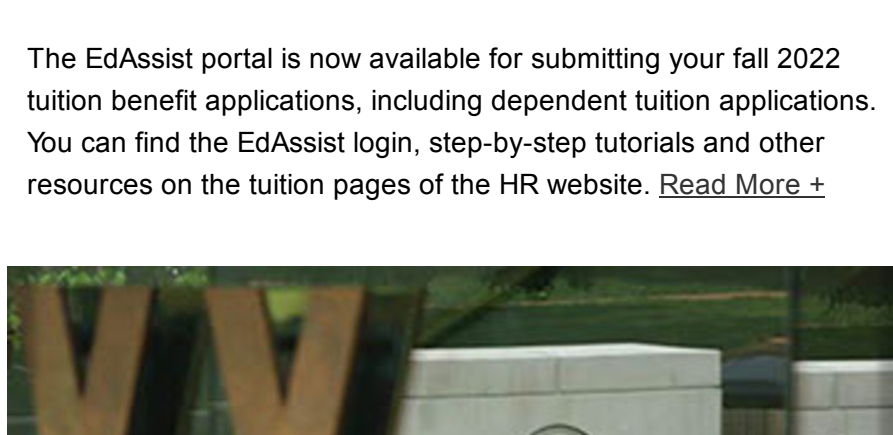 The EdAssist portal is now available for submitting your fall 2022
tuition benefit applications, including dependent tuition applications.
You can find the EdAssist login, step-by-step tutorials and other
resources on the tuition pages of the HR website. Read More +
W